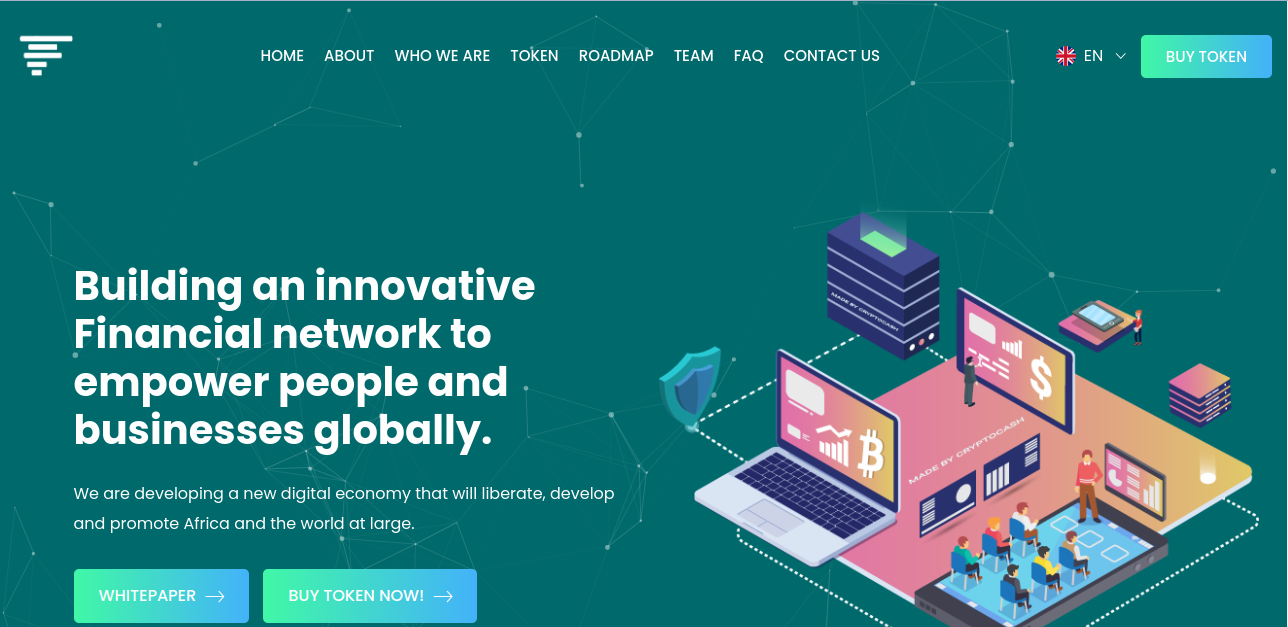 HOME ABOUT WHO WE ARE TOKEN ROADMAP TEAM FAQ CONTACT US EN BUY TOKEN
Building an innovative
Financial network to
empower people and
businesses globally.
We are developing a new digital economy that will liberate, develop
and promote Africa and the world at large.
WHITEPAPER → BUY TOKEN NOW! →
MADE BY CRYPTOCASH
$
₿
MADE BY CRYPTOCASH